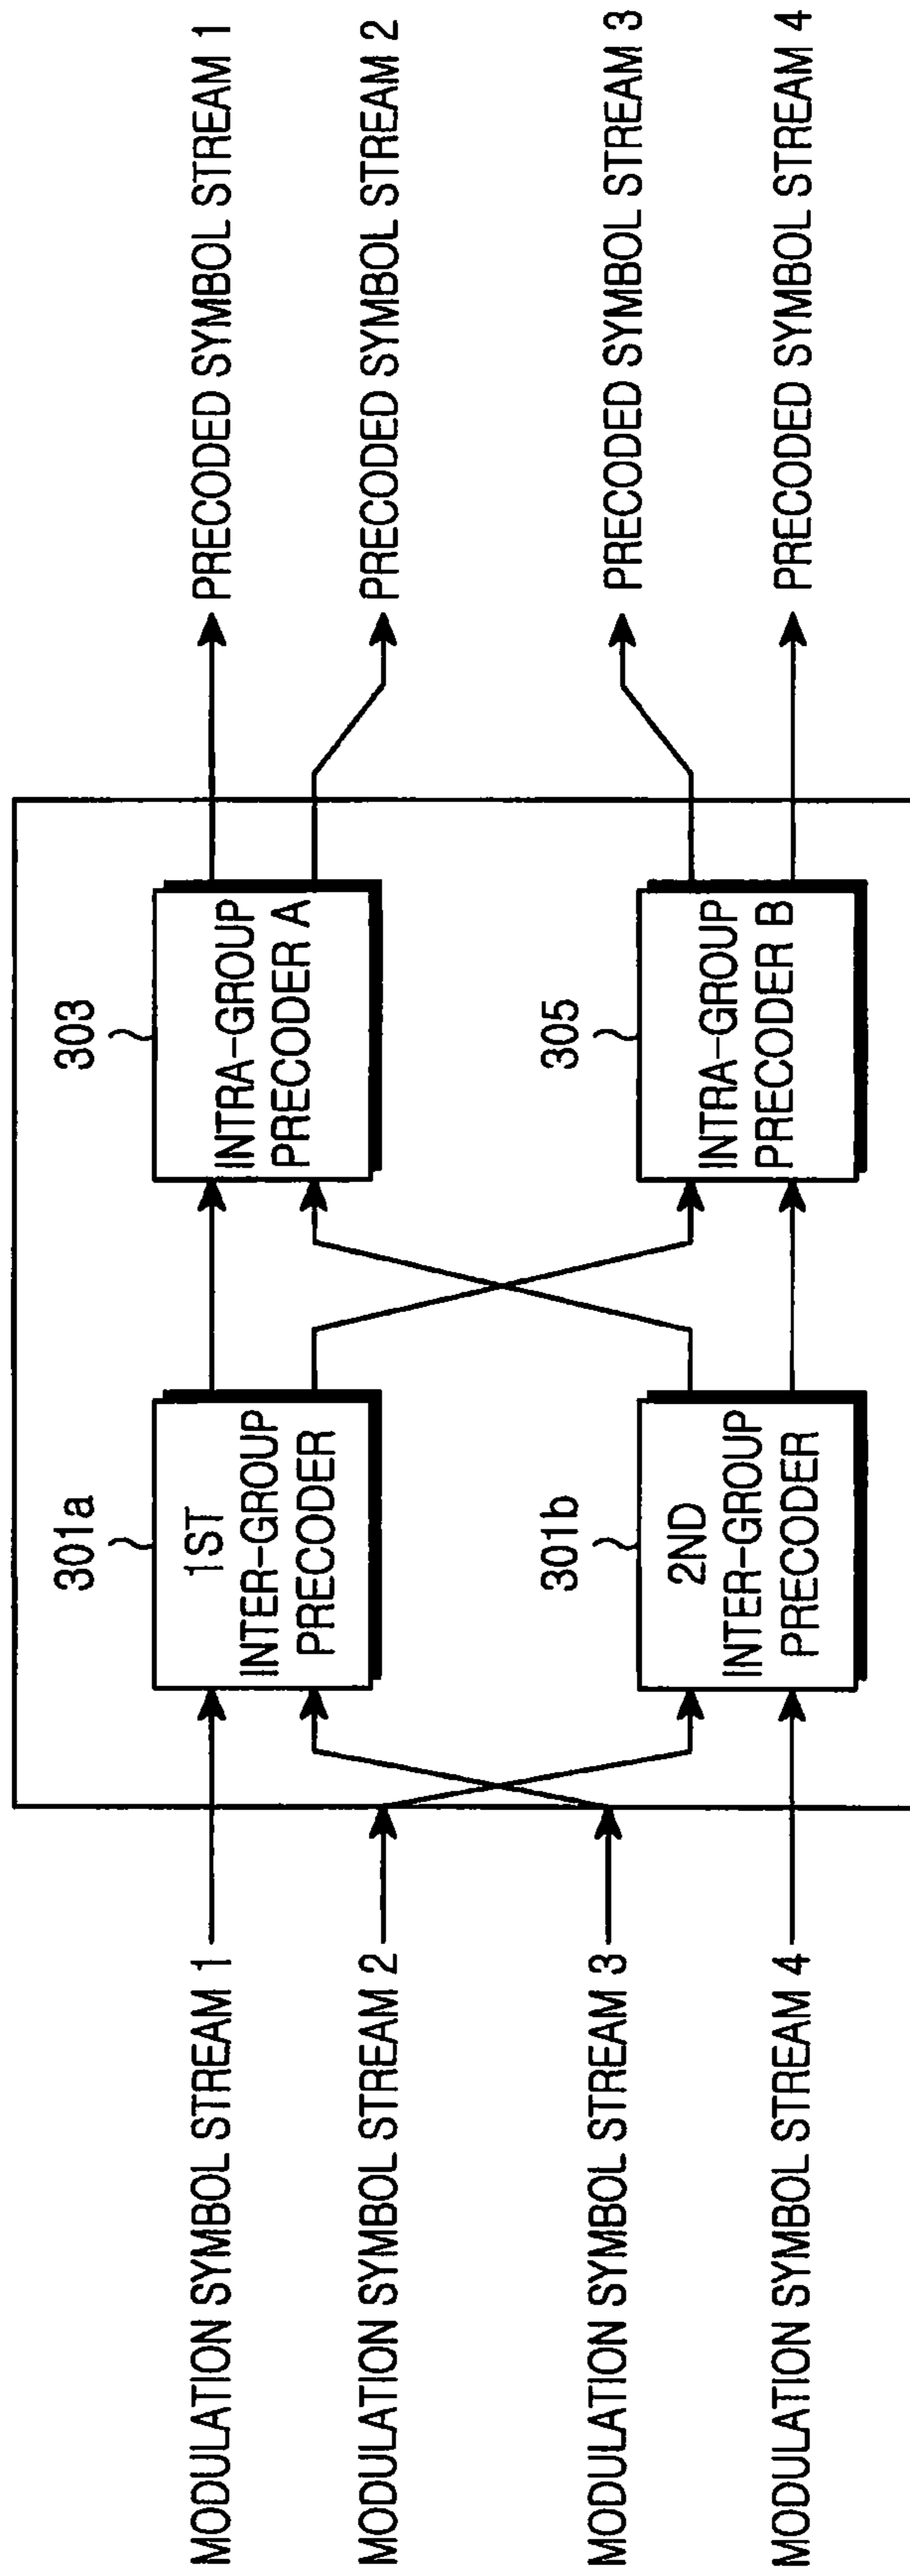 MODULATION SYMBOL STREAM 1
MODULATION SYMBOL STREAM 2
MODULATION SYMBOL STREAM 3
MODULATION SYMBOL STREAM 4
301a
1ST
INTER-GROUP
PRECODER
301b
2ND
INTER-GROUP
PRECODER
303
INTRA-GROUP
PRECODER A
305
INTRA-GROUP
PRECODER B
PRECODED SYMBOL STREAM 1
PRECODED SYMBOL STREAM 2
PRECODED SYMBOL STREAM 3
PRECODED SYMBOL STREAM 4